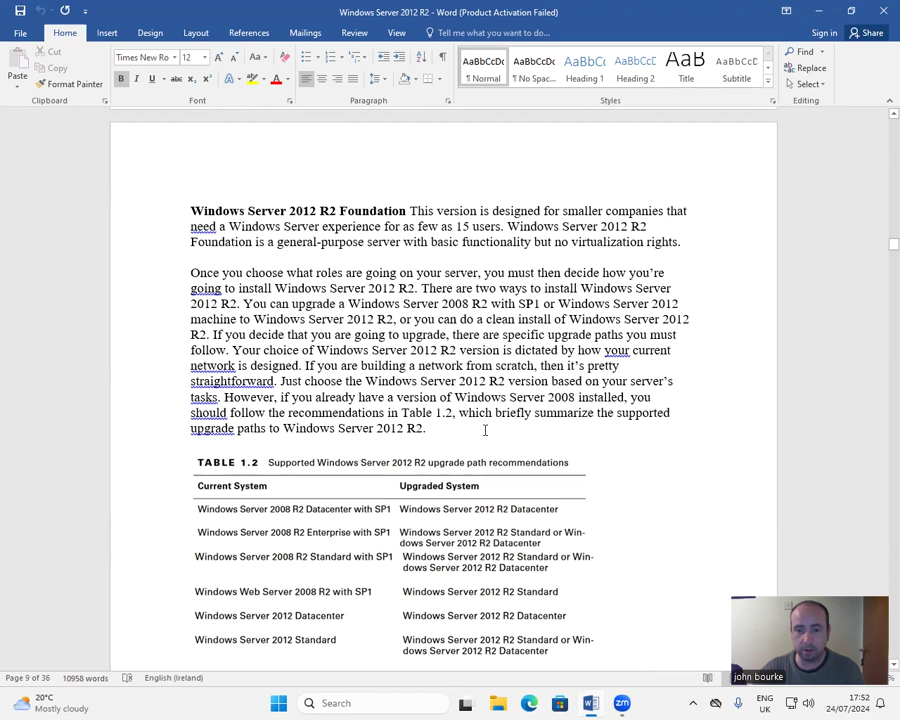 Windows Server 2012 R2 - Word (Product Activation Failed)
File Home Insert Design Layout References Mailings Review View Tell me what you want to do... Sign in Share
Paste
Cut
Copy
Format Painter
Clipboard
Times New Ro 12 Aa
B I U abc X₂ X² A A
Font
Paragraph
AaBbCcDc AaBbCcDc AaBbCc AaBbCcD AaB AaBbCcD
¶ Normal ¶ No Spac... Heading 1 Heading 2 Title Subtitle
Styles
Find
Replace
Select
Editing
Windows Server 2012 R2 Foundation This version is designed for smaller companies that
need a Windows Server experience for as few as 15 users. Windows Server 2012 R2
Foundation is a general-purpose server with basic functionality but no virtualization rights.
Once you choose what roles are going on your server, you must then decide how you're
going to install Windows Server 2012 R2. There are two ways to install Windows Server
2012 R2. You can upgrade a Windows Server 2008 R2 with SP1 or Windows Server 2012
machine to Windows Server 2012 R2, or you can do a clean install of Windows Server 2012
R2. If you decide that you are going to upgrade, there are specific upgrade paths you must
follow. Your choice of Windows Server 2012 R2 version is dictated by how your current
network is designed. If you are building a network from scratch, then it's pretty
straightforward. Just choose the Windows Server 2012 R2 version based on your server's
tasks. However, if you already have a version of Windows Server 2008 installed, you
should follow the recommendations in Table 1.2, which briefly summarize the supported
upgrade paths to Windows Server 2012 R2.
TABLE 1.2 Supported Windows Server 2012 R2 upgrade path recommendations
Current System Upgraded System
Windows Server 2008 R2 Datacenter with SP1 Windows Server 2012 R2 Datacenter
Windows Server 2008 R2 Enterprise with SP1 Windows Server 2012 R2 Standard or Win-
dows Server 2012 R2 Datacenter
Windows Server 2008 R2 Standard with SP1 Windows Server 2012 R2 Standard or Win-
dows Server 2012 R2 Datacenter
Windows Web Server 2008 R2 with SP1 Windows Server 2012 R2 Standard
Windows Server 2012 Datacenter Windows Server 2012 R2 Datacenter
Windows Server 2012 Standard Windows Server 2012 R2 Standard or Win-
dows Server 2012 R2 Datacenter
john bourke
Page 9 of 36 10958 words English (Ireland)
20°C
Mostly cloudy
Search
ENG
UK
17:52
24/07/2024